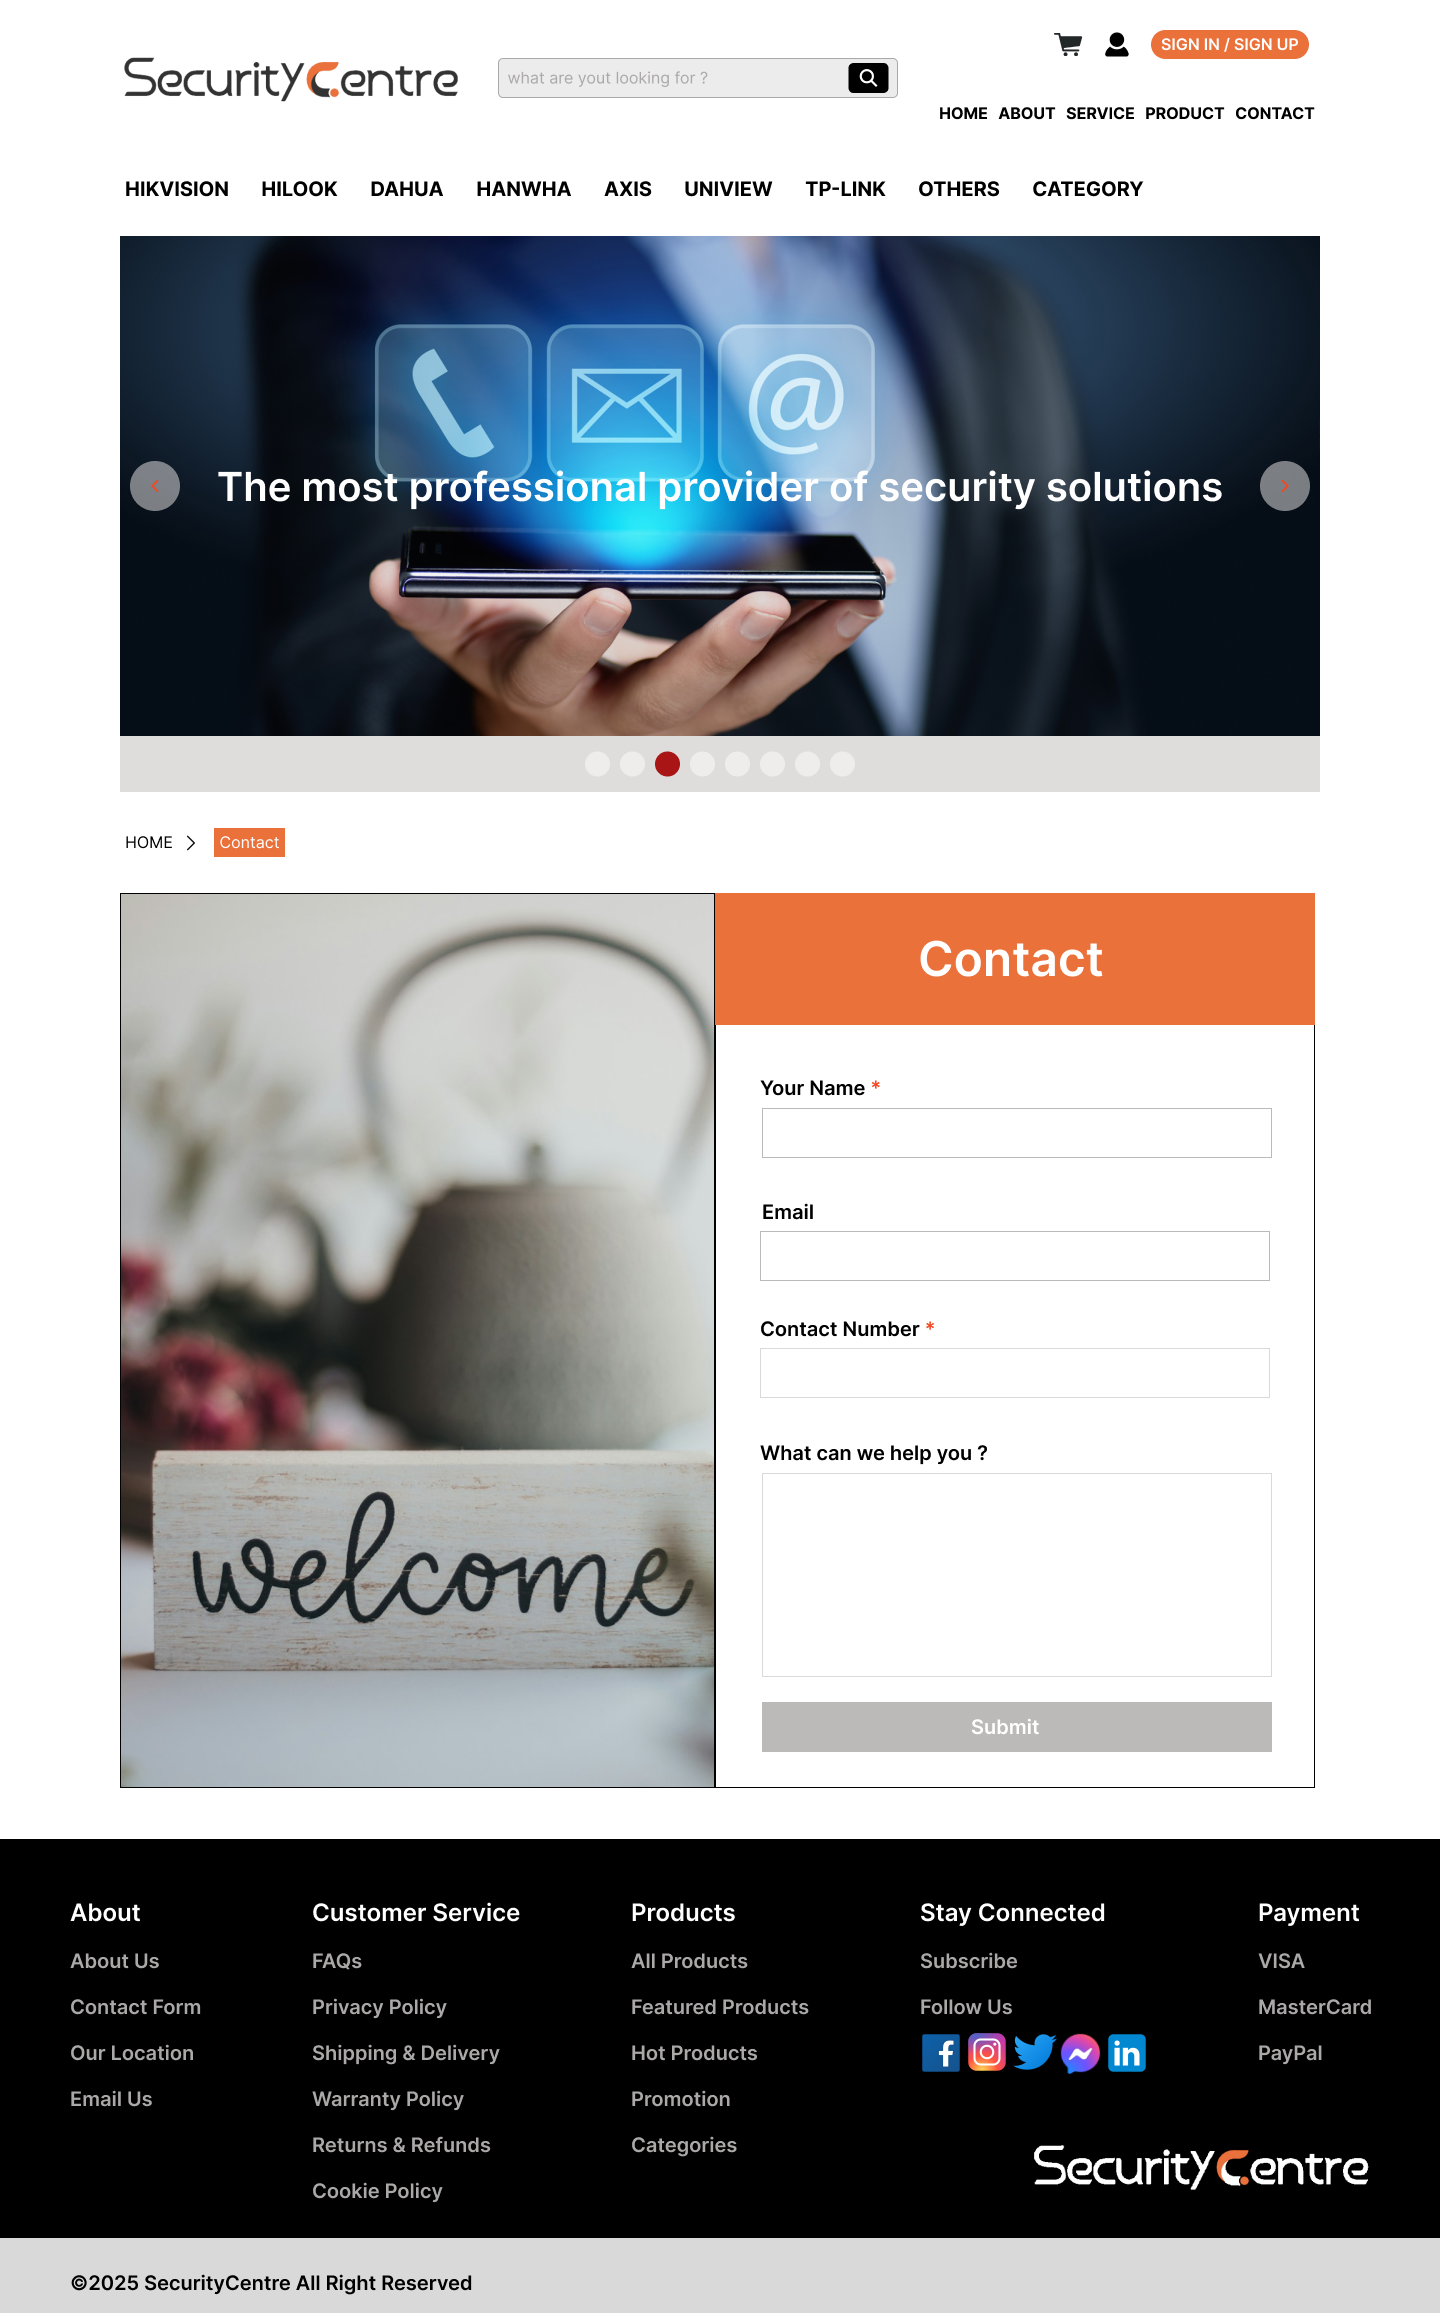 SIGN IN / SIGN UP
SecurityCentre
what are yout looking for ?
HOME ABOUT SERVICE PRODUCT CONTACT
HIKVISION HILOOK DAHUA HANWHA AXIS UNIVIEW TP-LINK OTHERS CATEGORY
@
The most professional provider of security solutions
HOME > Contact
Contact
Your Name *
Email
Contact Number *
What can we help you ?
welcome
Submit
About
About Us
Contact Form
Our Location
Email Us
Customer Service
FAQs
Privacy Policy
Shipping & Delivery
Warranty Policy
Returns & Refunds
Cookie Policy
Products
All Products
Featured Products
Hot Products
Promotion
Categories
Stay Connected
Subscribe
Follow Us
f
in
Payment
VISA
MasterCard
PayPal
SecurityCentre
©2025 SecurityCentre All Right Reserved